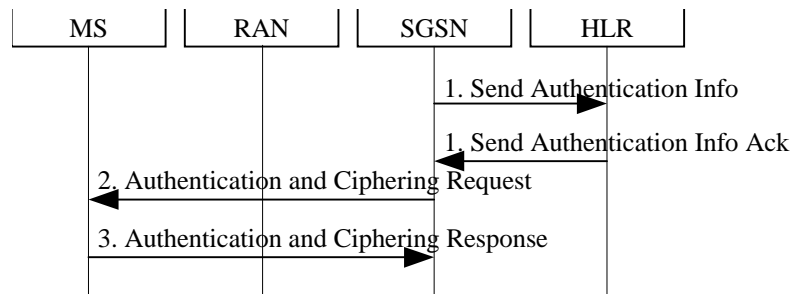 MS RAN SGSN HLR
1. Send Authentication Info
1. Send Authentication Info Ack
2. Authentication and Ciphering Request
3. Authentication and Ciphering Response